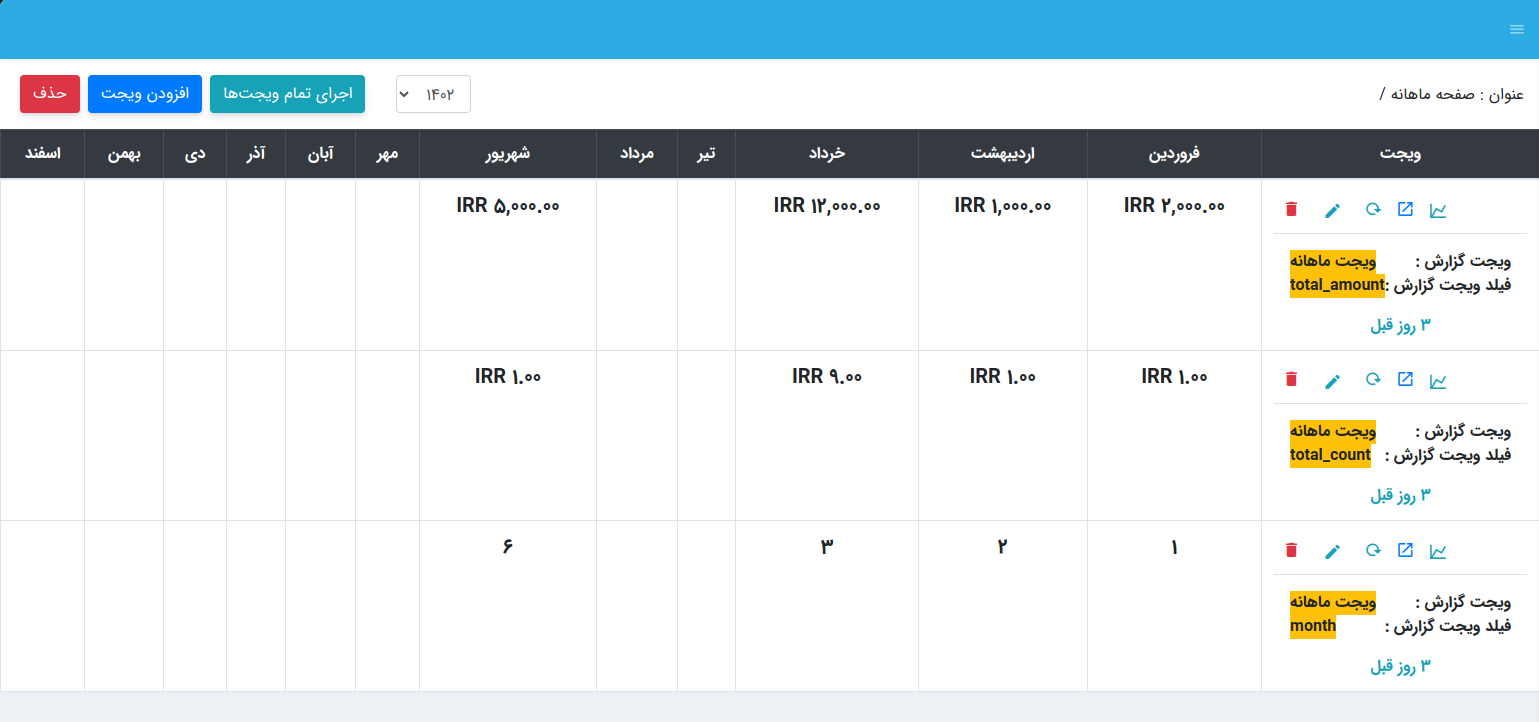 عنوان : صفحه ماهانه /
۱۴۰۲
اجرای تمام ویجت‌ها
افزودن ویجت
حذف
ویجت فروردین اردیبهشت خرداد تیر مرداد شهریور مهر آبان آذر دی بهمن اسفند
IRR ۲,۰۰۰.۰۰ IRR ۱,۰۰۰.۰۰ IRR ۱۲,۰۰۰.۰۰ IRR ۵,۰۰۰.۰۰
ویجت گزارش : ویجت ماهانه
فیلد ویجت گزارش : total_amount
۳ روز قبل
IRR ۱.۰۰ IRR ۱.۰۰ IRR ۹.۰۰ IRR ۱.۰۰
ویجت گزارش : ویجت ماهانه
فیلد ویجت گزارش : total_count
۳ روز قبل
۱ ۲ ۳ ۶
ویجت گزارش : ویجت ماهانه
فیلد ویجت گزارش : month
۳ روز قبل